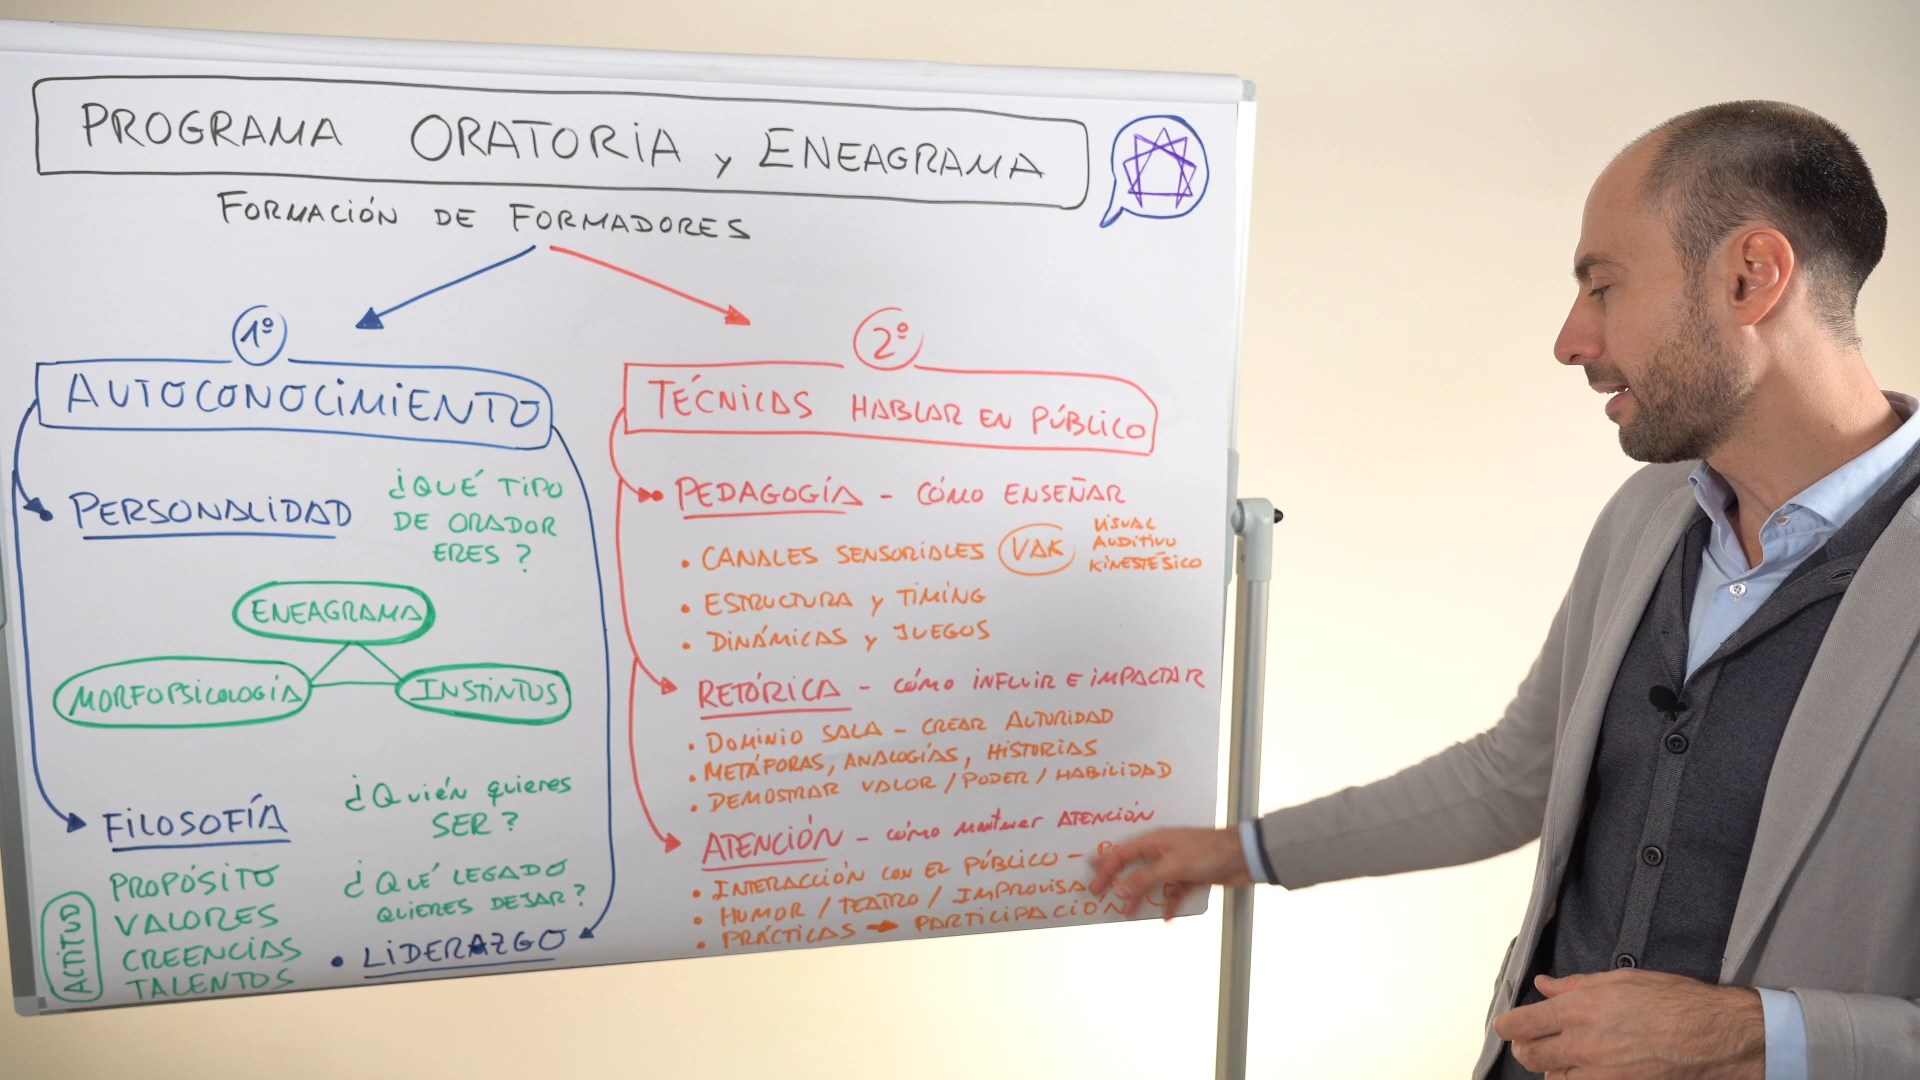 PROGRAMA ORATORIA y ENEAGRAMA
FORMACIÓN DE FORMADORES
1º
AUTOCONOCIMIENTO
PERSONALIDAD
¿QUÉ TIPO
DE ORADOR
ERES?
ENEAGRAMA
MORFOPSICOLOGÍA
INSTINTOS
FILOSOFÍA
¿Quién quieres
SER?
ACTITUD
PROPÓSITO
VALORES
CREENCIAS
TALENTOS
¿QUÉ LEGADO
QUIERES DEJAR?
• LIDERAZGO
2º
TÉCNICAS HABLAR EN PÚBLICO
PEDAGOGÍA - CÓMO ENSEÑAR
• CANALES SENSORIALES VAK
VISUAL
AUDITIVO
KINESTÉSICO
• ESTRUCTURA y TIMING
• DINÁMICAS y JUEGOS
RETÓRICA - CÓMO INFLUIR E IMPACTAR
• DOMINIO SALA - CREAR AUTORIDAD
• METÁFORAS, ANALOGÍAS, HISTORIAS
• DEMOSTRAR VALOR / PODER / HABILIDAD
ATENCIÓN - cómo mantener ATENCIÓN
• INTERACCIÓN CON EL PÚBLICO -
• HUMOR / TEATRO /
• PRÁCTICAS → PARTICIPACIÓN